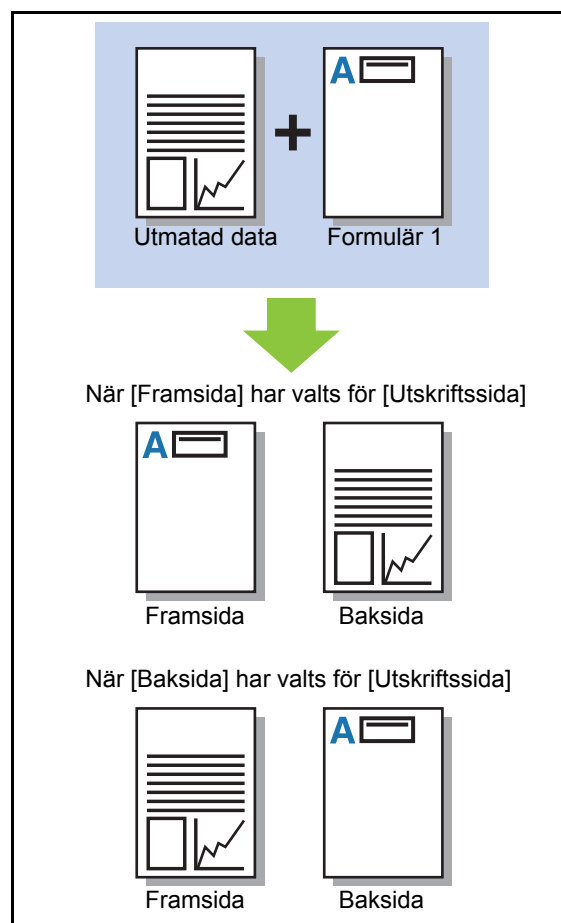 A
Utmatad data Formulär 1
När [Framsida] har valts för [Utskriftssida]
A
Framsida Baksida
När [Baksida] har valts för [Utskriftssida]
A
Framsida Baksida